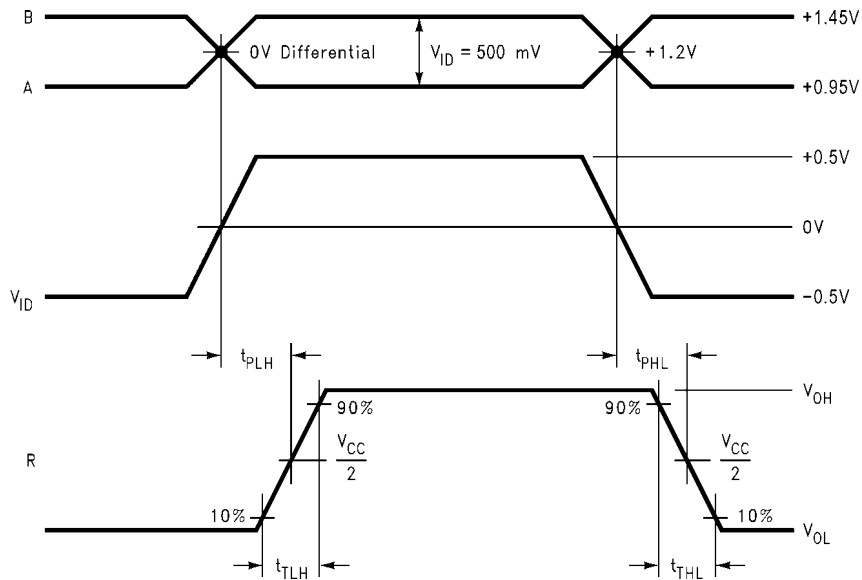 B
+1.45V
0V Differential
V_ID = 500 mV
+1.2V
A
+0.95V
+0.5V
0V
V_ID
-0.5V
t_PLH
t_PHL
V_OH
90%
90%
R
V_CC
2
V_CC
2
10%
10%
V_OL
t_TLH
t_THL